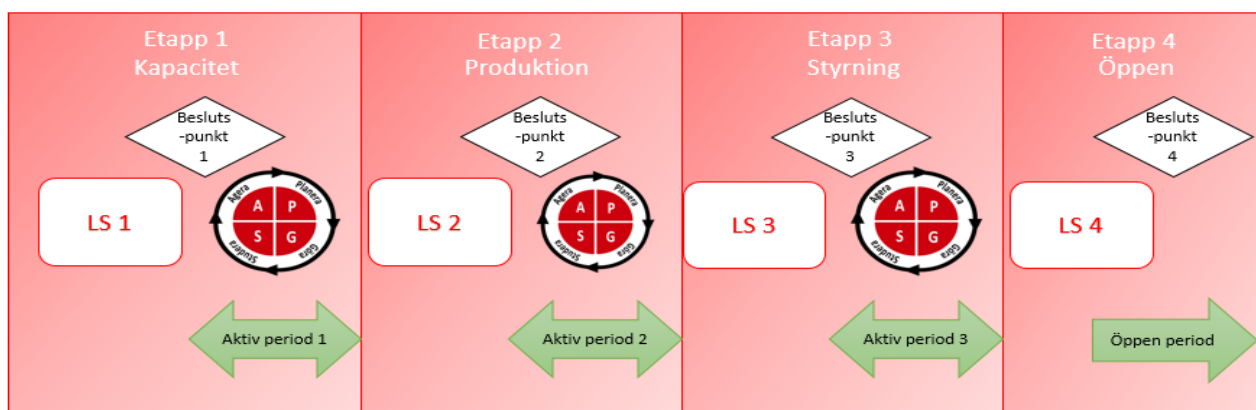 Etapp 1
Kapacitet
Besluts
-punkt
1
LS 1
Agera
Planera
A
P
S
G
Studera
Göra
Aktiv period 1
Etapp 2
Produktion
Besluts
-punkt
2
LS 2
Agera
Planera
A
P
S
G
Studera
Göra
Aktiv period 2
Etapp 3
Styrning
Besluts
-punkt
3
LS 3
Agera
Planera
A
P
S
G
Studera
Göra
Aktiv period 3
Etapp 4
Öppen
Besluts
-punkt
4
LS 4
Öppen period